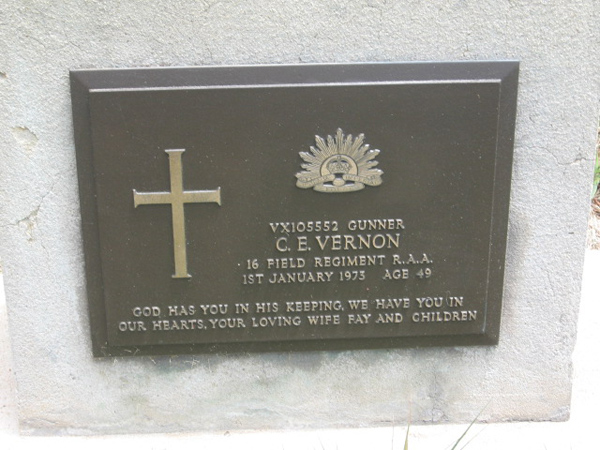 VX105552 GUNNER
C. E. VERNON
16 FIELD REGIMENT R.A.A.
1ST JANUARY 1973 AGE 49
GOD HAS YOU IN HIS KEEPING, WE HAVE YOU IN
OUR HEARTS. YOUR LOVING WIFE FAY AND CHILDREN